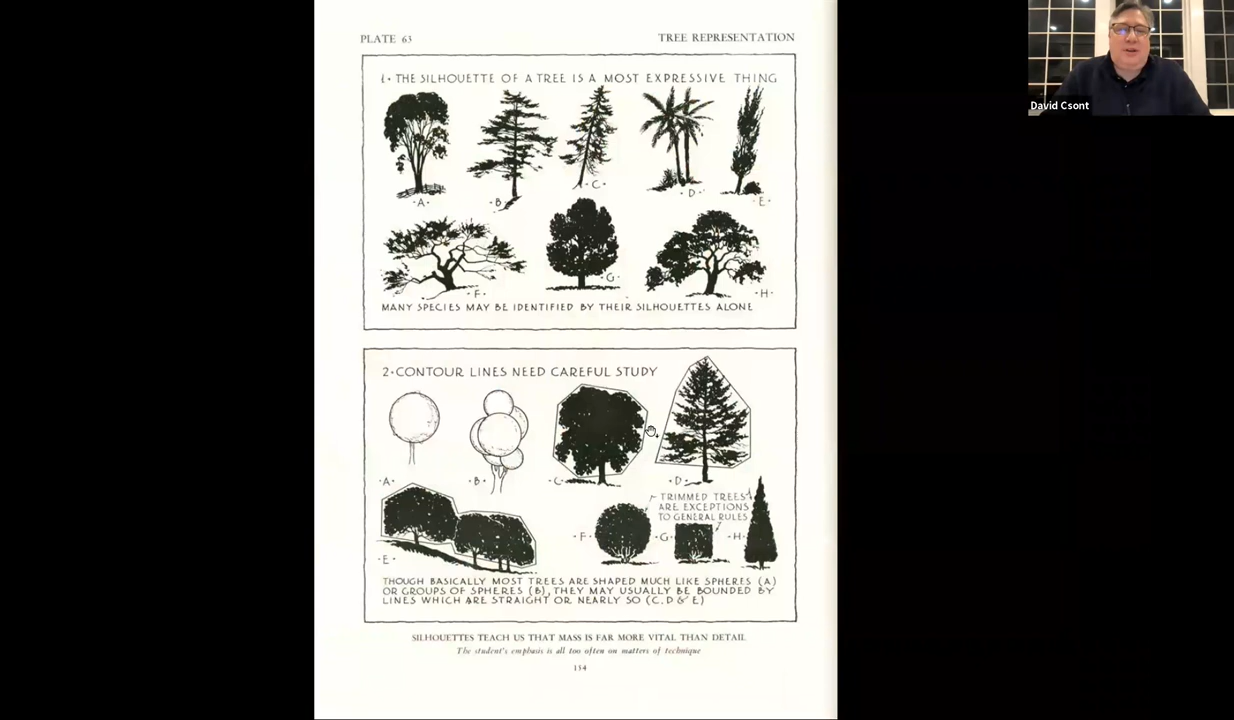 PLATE 63
TREE REPRESENTATION
David Csont
1• THE SILHOUETTE OF A TREE IS A MOST EXPRESSIVE THING
•A•
•B•
•C•
•D•
•E•
•F•
•G•
•H•
MANY SPECIES MAY BE IDENTIFIED BY THEIR SILHOUETTES ALONE
2•CONTOUR LINES NEED CAREFUL STUDY
•A•
•B•
•C•
•D•
TRIMMED TREES
ARE EXCEPTIONS
TO GENERAL RULES
•E•
•F•
•G•
•H•
THOUGH BASICALLY MOST TREES ARE SHAPED MUCH LIKE SPHERES (A)
OR GROUPS OF SPHERES (B), THEY MAY USUALLY BE BOUNDED BY
LINES WHICH ARE STRAIGHT OR NEARLY SO (C, D & E)
SILHOUETTES TEACH US THAT MASS IS FAR MORE VITAL THAN DETAIL
The student's emphasis is all too often on matters of technique
154